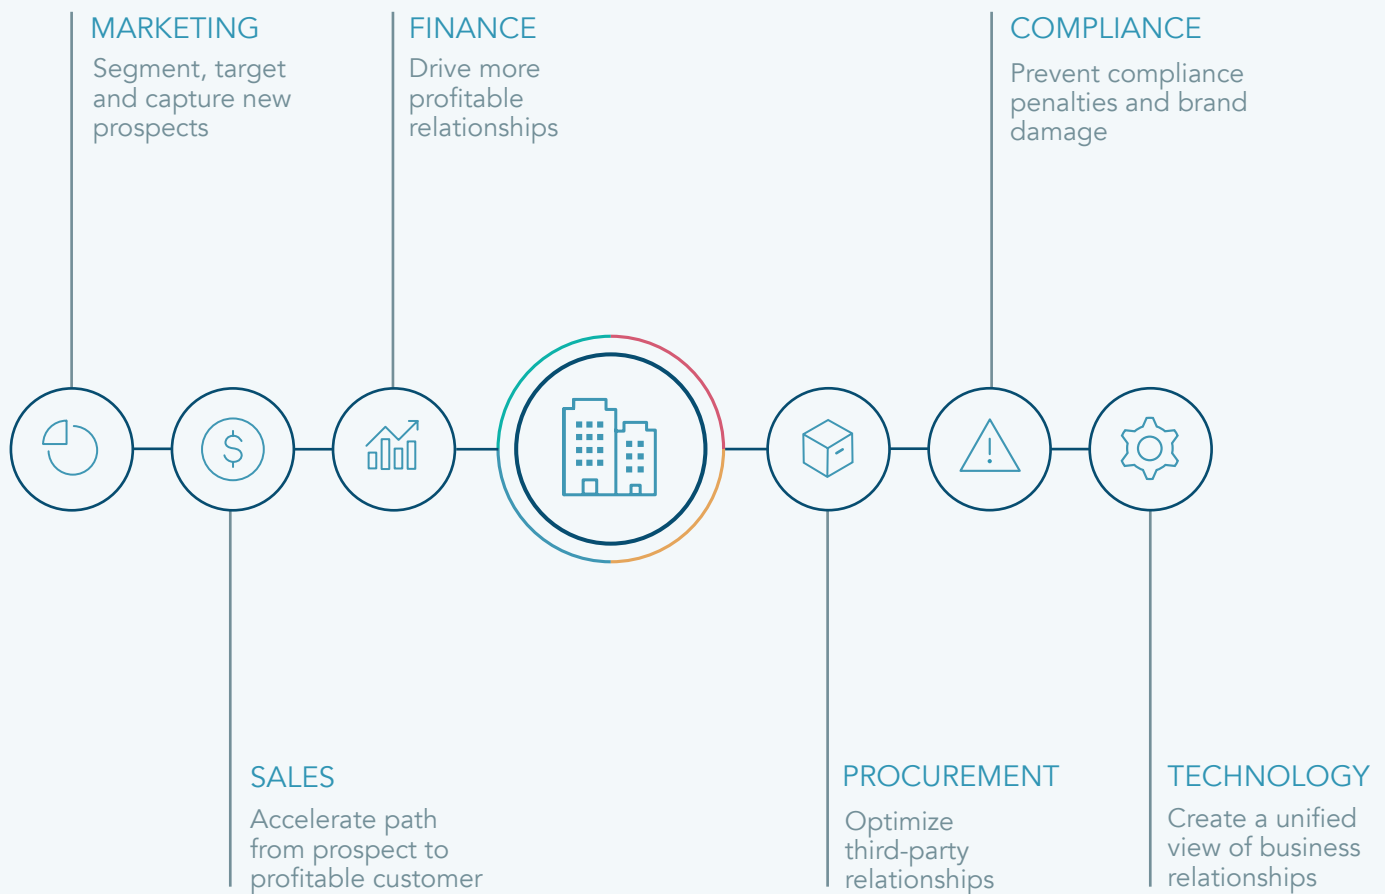 MARKETING
Segment, target
and capture new
prospects
FINANCE
Drive more
profitable
relationships
COMPLIANCE
Prevent compliance
penalties and brand
damage
$
SALES
Accelerate path
from prospect to
profitable customer
PROCUREMENT
Optimize
third-party
relationships
TECHNOLOGY
Create a unified
view of business
relationships